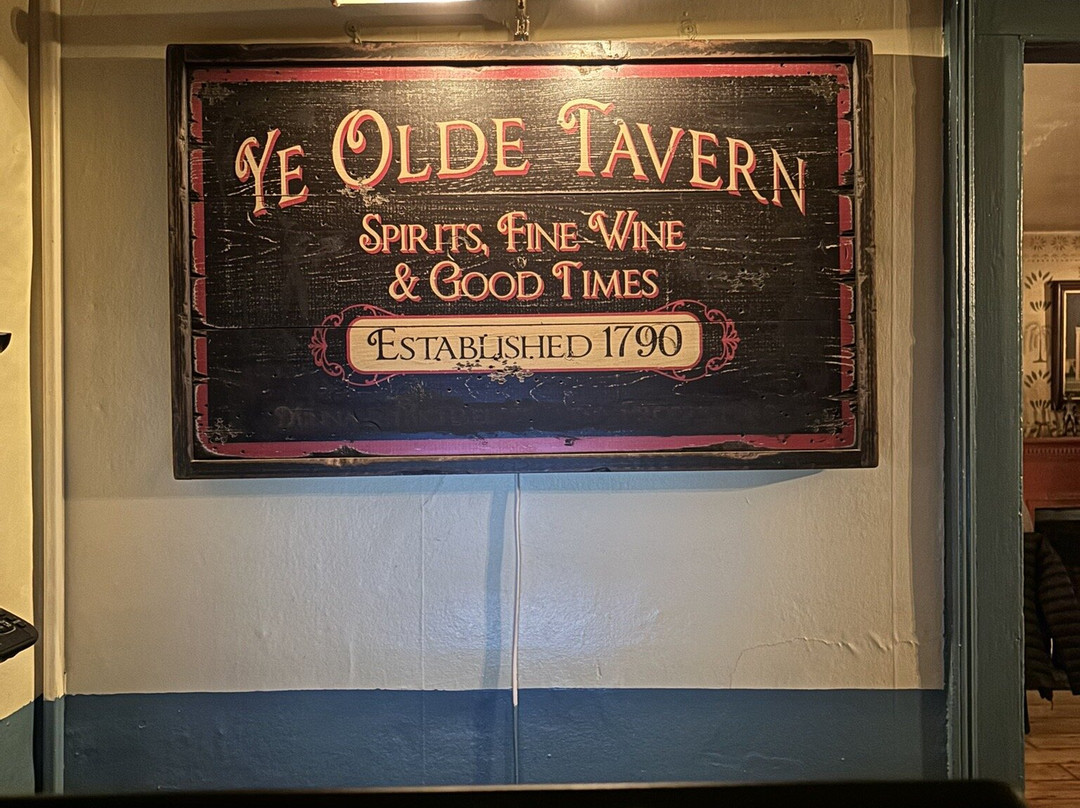 Ye Olde Tavern
Spirits, Fine Wine
& Good Times
Established 1790